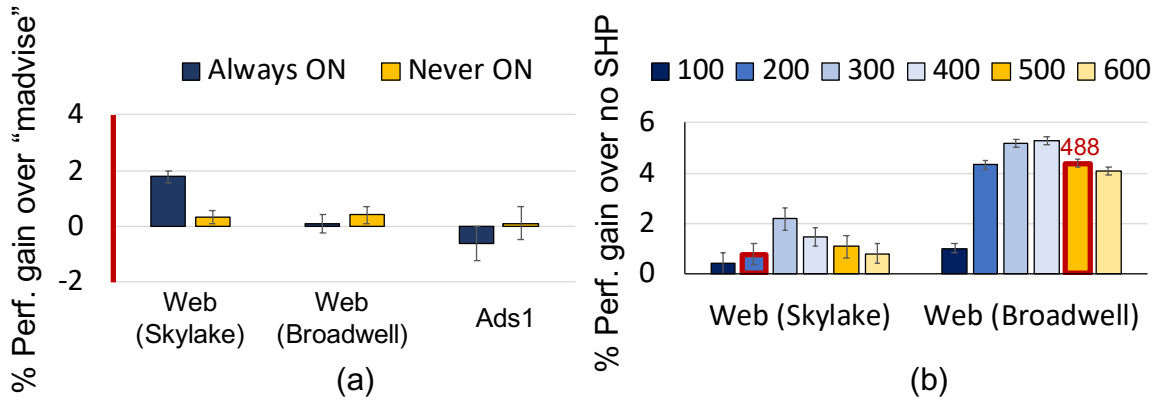 % Perf. gain over “madvise”
Always ON Never ON
4
2
0
-2
Web
(Skylake)
Web
(Broadwell)
Ads1
(a)
% Perf. gain over no SHP
100 200 300 400 500 600
6
4
2
0
488
Web (Skylake) Web (Broadwell)
(b)